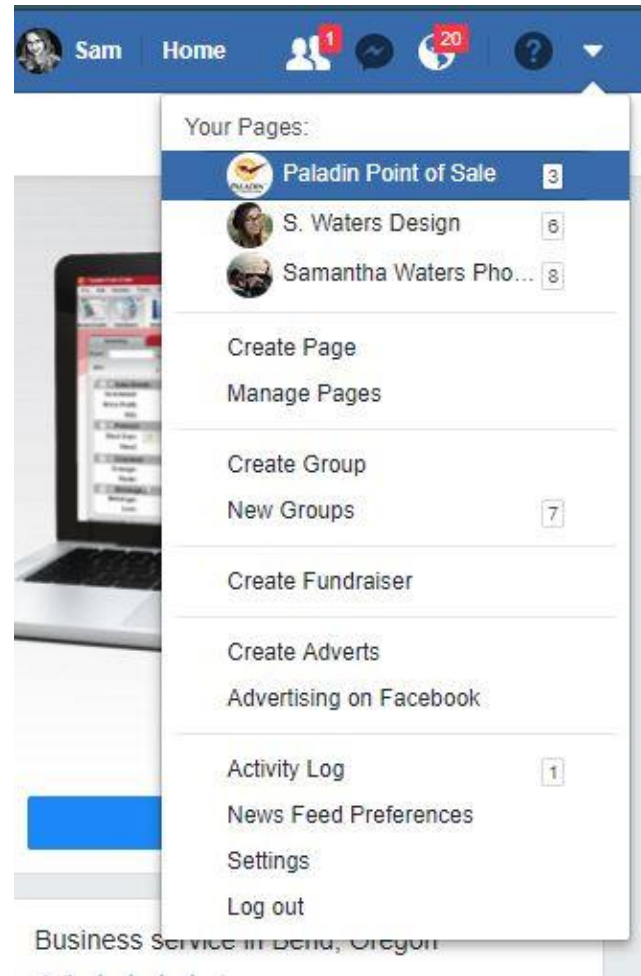 Sam
Home
1
20
?
Your Pages:
PALADIN
Paladin Point of Sale 3
S. Waters Design 6
Samantha Waters Pho... 8
Create Page
Manage Pages
Create Group
New Groups 7
Create Fundraiser
Create Adverts
Advertising on Facebook
Activity Log 1
News Feed Preferences
Settings
Log out
Business service in Bend, Oregon